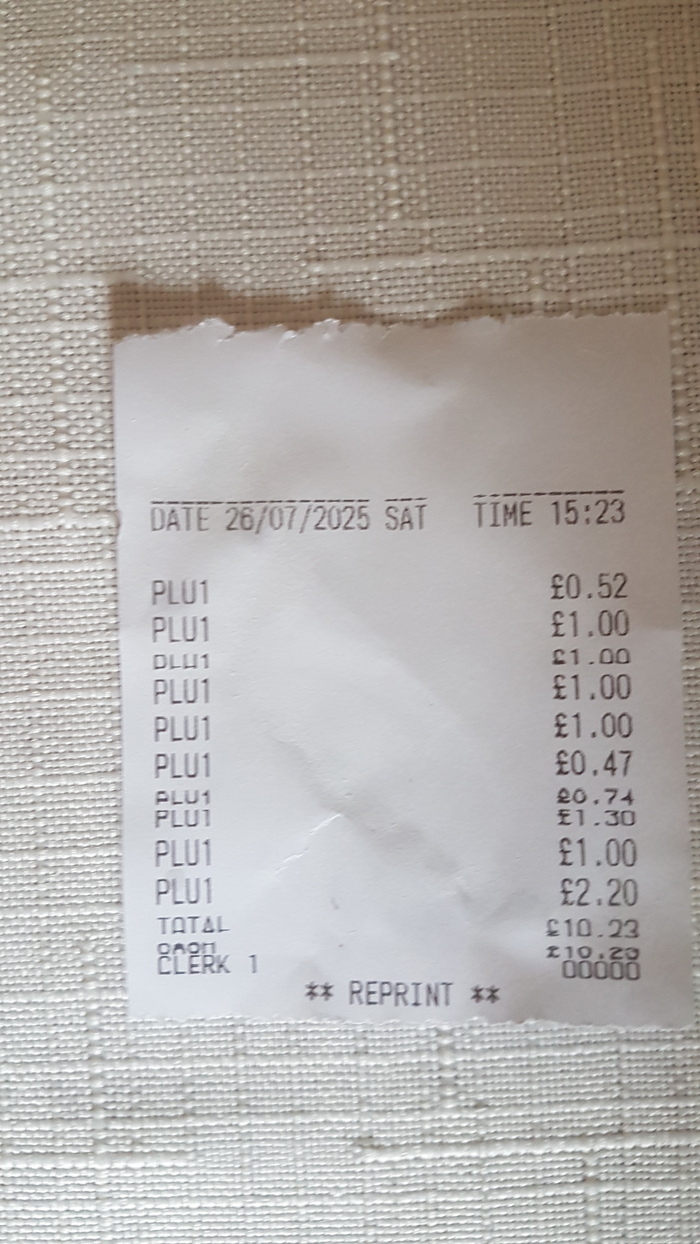 DATE 26/07/2025 SAT TIME 15:23
PLU1 £0.52
PLU1 £1.00
PLU1 £1.00
PLU1 £1.00
PLU1 £1.00
PLU1 £0.47
PLU1 £0.74
PLU1 £1.30
PLU1 £1.00
PLU1 £2.20
TOTAL £10.23
CASH £10.23
CLERK 1 00000
** REPRINT **